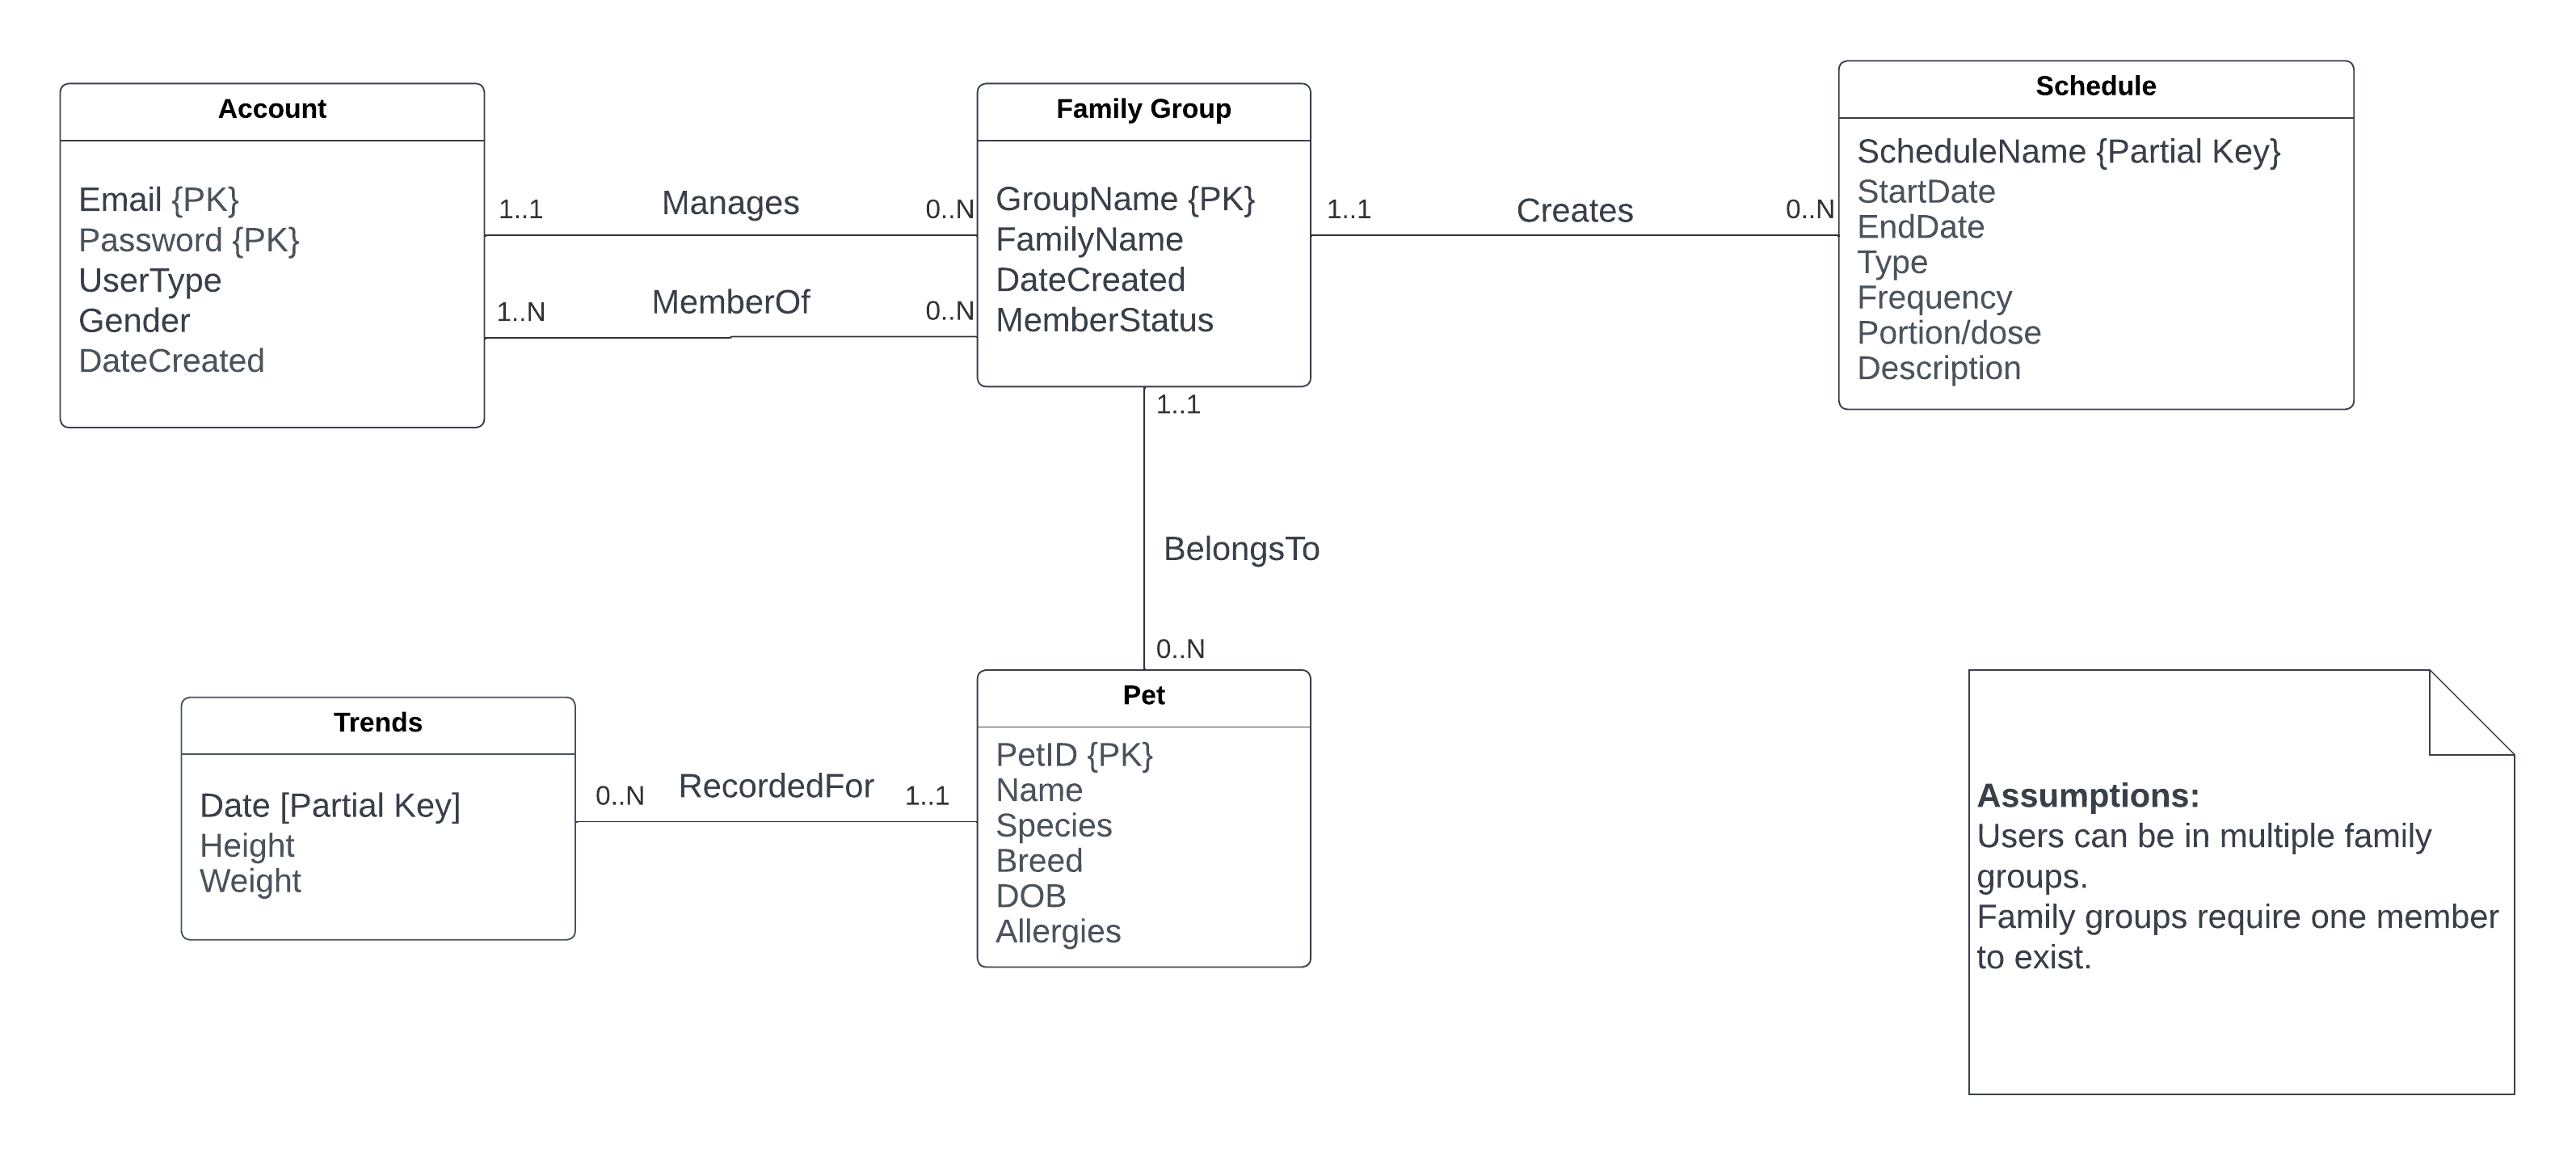 Account
Email {PK}
Password {PK}
UserType
Gender
DateCreated
1..1
Manages
0..N
1..N
MemberOf
0..N
Family Group
GroupName {PK}
FamilyName
DateCreated
MemberStatus
1..1
Creates
0..N
Schedule
ScheduleName {Partial Key}
StartDate
EndDate
Type
Frequency
Portion/dose
Description
1..1
BelongsTo
0..N
Trends
Date [Partial Key]
Height
Weight
0..N
RecordedFor
1..1
Pet
PetID {PK}
Name
Species
Breed
DOB
Allergies
Assumptions:
Users can be in multiple family
groups.
Family groups require one member
to exist.